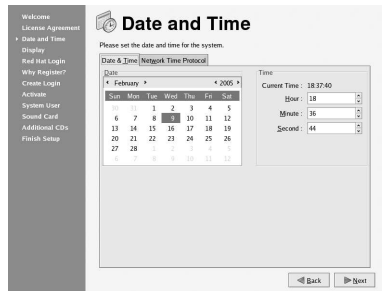 Welcome
License Agreement
Date and Time
Display
Red Hat Login
Why Register?
Create Login
Activate
System User
Sound Card
Additional CDs
Finish Setup
Date and Time
Please set the date and time for the system.
Date & Time Network Time Protocol
Date
February 2005
Sun Mon Tue Wed Thu Fri Sat
30 31 1 2 3 4 5
6 7 8 9 10 11 12
13 14 15 16 17 18 19
20 21 22 23 24 25 26
27 28 1 2 3 4 5
6 7 8 9 10 11 12
Time
Current Time : 18:37:40
Hour : 18
Minute : 36
Second : 44
Back Next